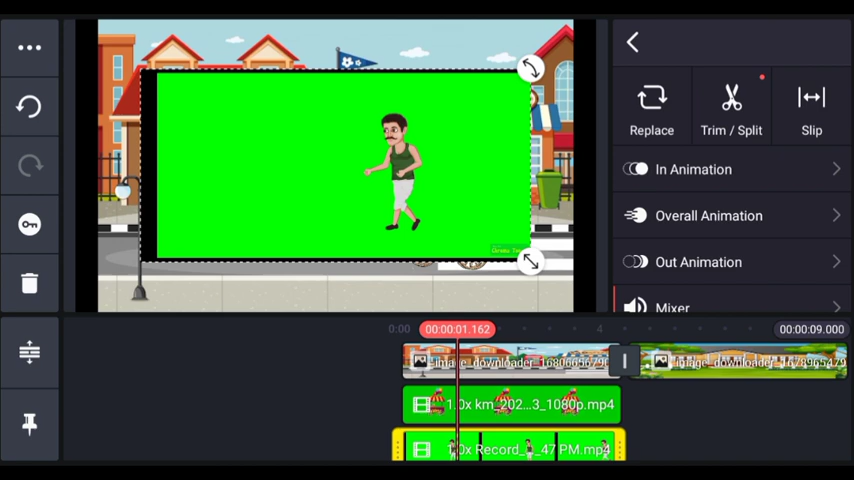 Replace
Trim / Split
Slip
In Animation
Overall Animation
Out Animation
Mixer
0:00
00:00:01.162
4
00:00:09.000
1.0x km_202...3_1080p.mp4
1.0x Record_
_47 PM.mp4